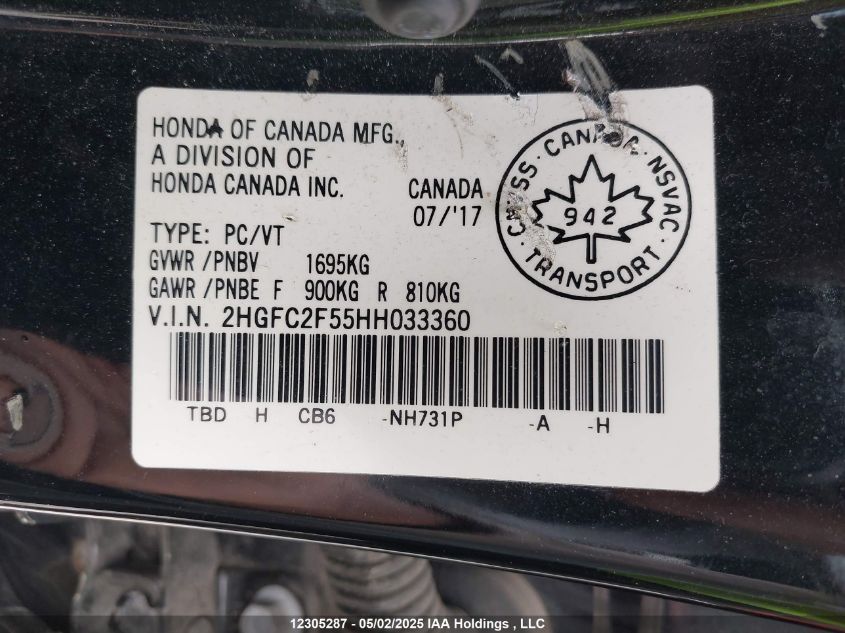 HONDA OF CANADA MFG.,
A DIVISION OF
HONDA CANADA INC. CANADA
07/'17
TYPE: PC/VT
GVWR /PNBV 1695KG
GAWR /PNBE F 900KG R 810KG
V.I.N. 2HGFC2F55HH033360
TBD H CB6 -NH731P -A -H
· CANADA · NSVAC · TRANSPORT · CMVSS
942
12305287 - 05/02/2025 IAA Holdings , LLC